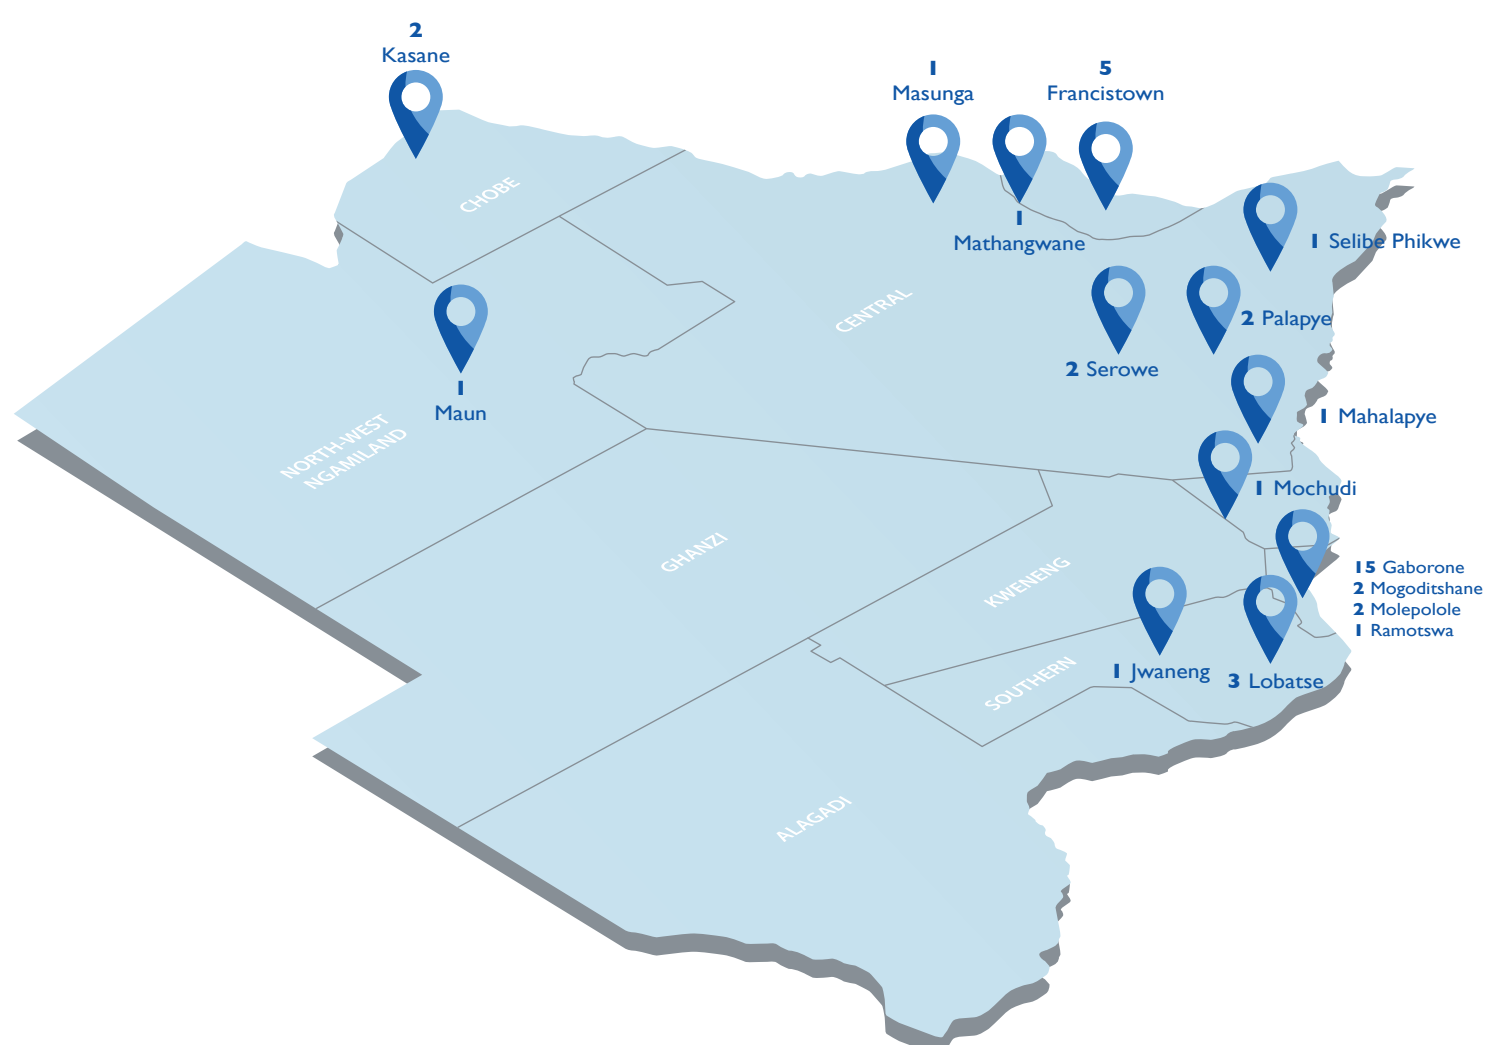 2
Kasane
1
Masunga
5
Francistown
CHOBE
1
Mathangwane
1 Selibe Phikwe
CENTRAL
2 Palapye
2 Serowe
1
Maun
1 Mahalapye
NORTH-WEST
NGAMILAND
1 Mochudi
GHANZI
KWENENG
15 Gaborone
2 Mogoditshane
2 Molepolole
1 Ramotswa
SOUTHERN
1 Jwaneng
3 Lobatse
ALAGADI